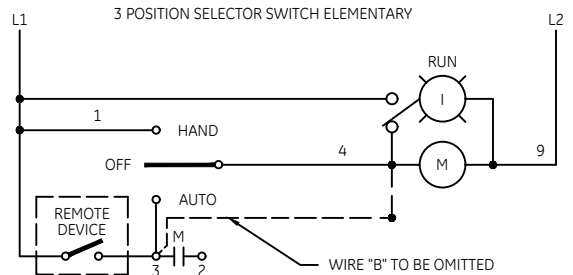 3 POSITION SELECTOR SWITCH ELEMENTARY
L1
L2
RUN
I
1
HAND
OFF
4
M
9
AUTO
REMOTE
DEVICE
M
3
2
WIRE "B" TO BE OMITTED